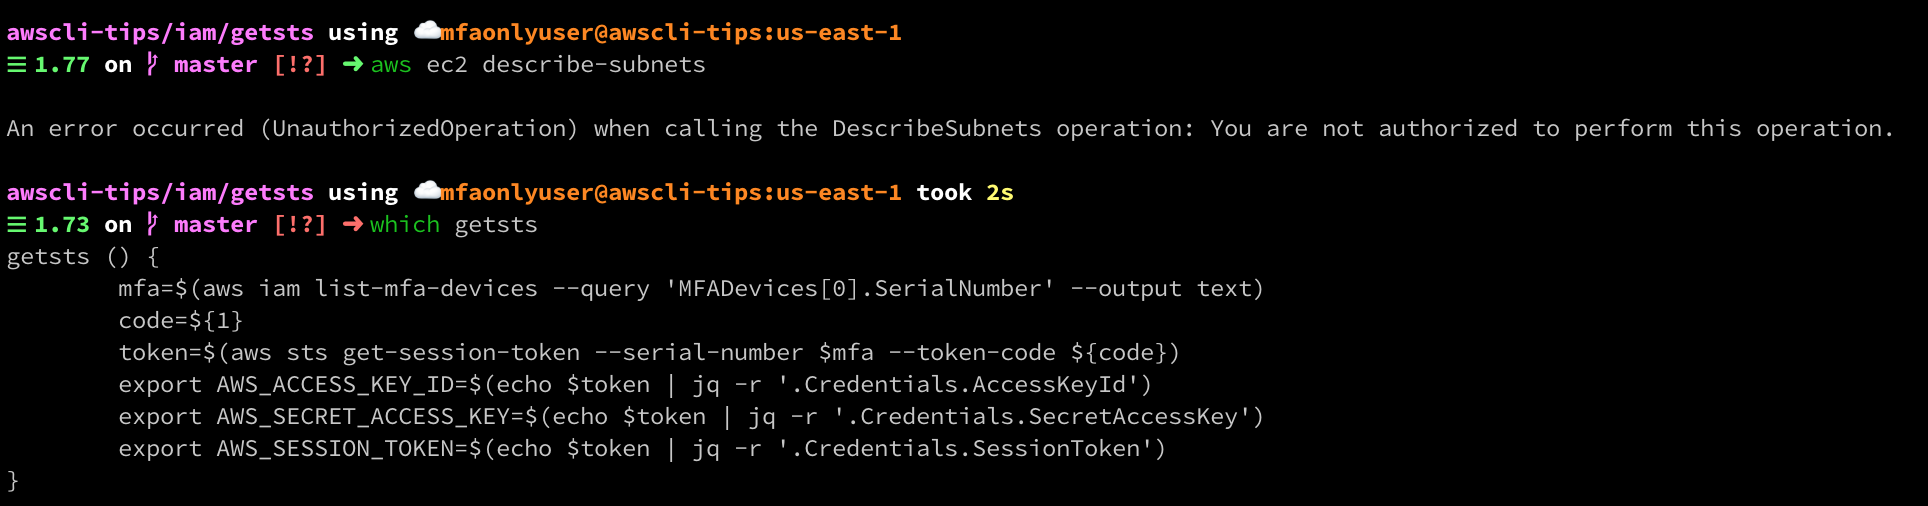 awscli-tips/iam/getsts using ☁️mfaonlyuser@awscli-tips:us-east-1
☰ 1.77 on master [!?] ➜ aws ec2 describe-subnets
An error occurred (UnauthorizedOperation) when calling the DescribeSubnets operation: You are not authorized to perform this operation.
awscli-tips/iam/getsts using ☁️mfaonlyuser@awscli-tips:us-east-1 took 2s
☰ 1.73 on master [!?] ➜ which getsts
getsts () {
mfa=$(aws iam list-mfa-devices --query 'MFADevices[0].SerialNumber' --output text)
code=${1}
token=$(aws sts get-session-token --serial-number $mfa --token-code ${code})
export AWS_ACCESS_KEY_ID=$(echo $token | jq -r '.Credentials.AccessKeyId')
export AWS_SECRET_ACCESS_KEY=$(echo $token | jq -r '.Credentials.SecretAccessKey')
export AWS_SESSION_TOKEN=$(echo $token | jq -r '.Credentials.SessionToken')
}